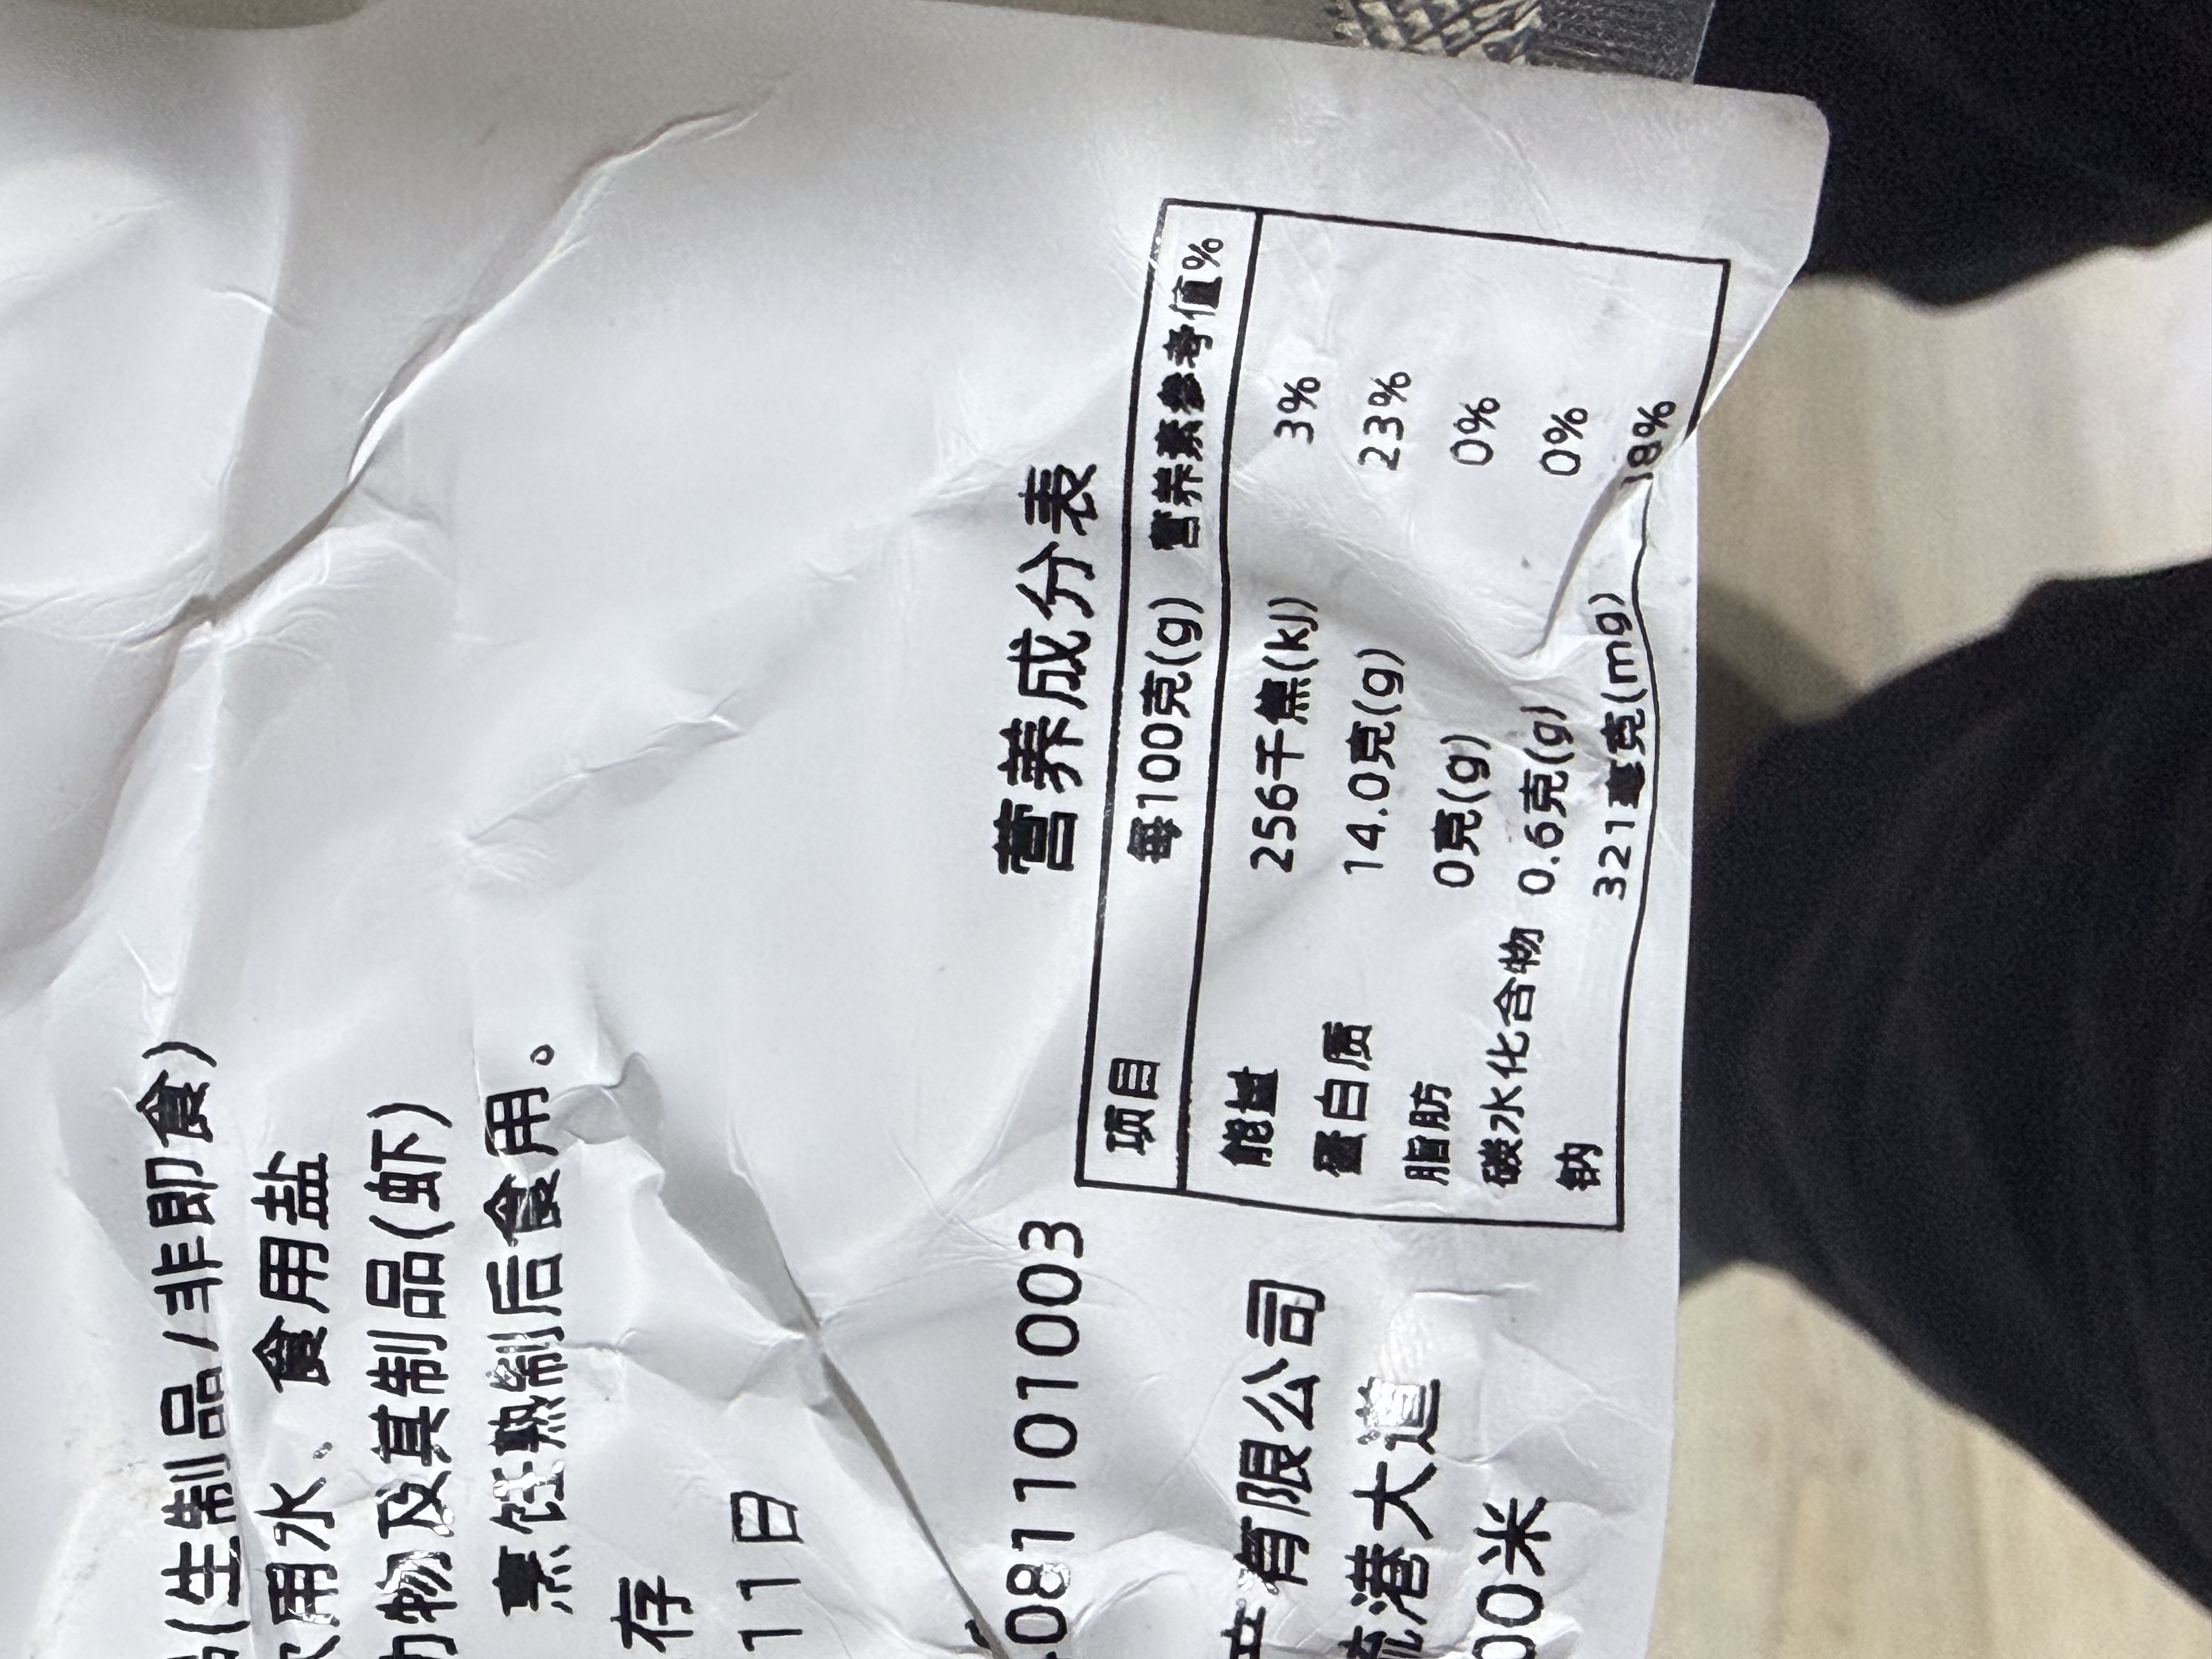 (生制品/非即食)
用水、食用盐
物及其制品(虾)
烹饪熟制后食用。
存
11日
081101003
有限公司
港大道
00米
营养成分表
项目 每100克(g) 营养素参考值%
能量 256千焦(kJ) 3%
蛋白质 14.0克(g) 23%
脂肪 0克(g) 0%
碳水化合物 0.6克(g) 0%
钠 321毫克(mg) 18%